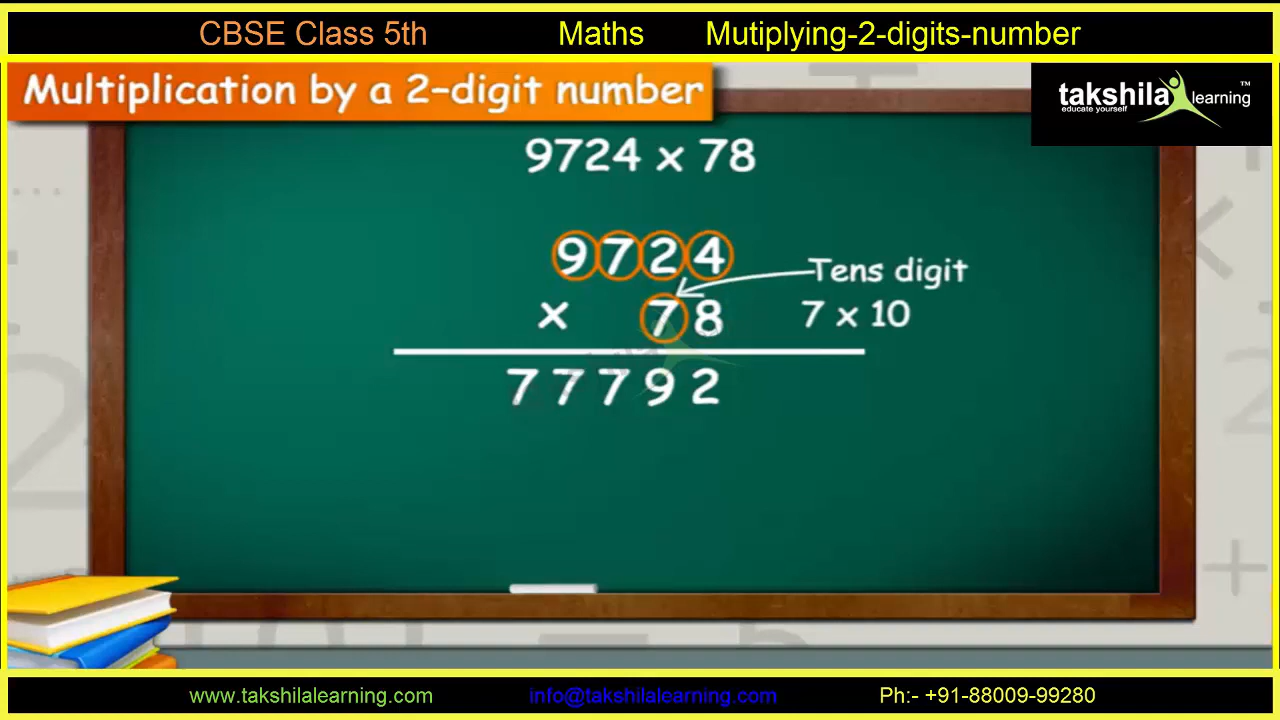 CBSE Class 5th Maths Mutiplying-2-digits-number
Multiplication by a 2-digit number
takshila learning ™
educate yourself
9724 x 78
9724
Tens digit
x 78 7 x 10
77792
www.takshilalearning.com info@takshilalearning.com Ph:- +91-88009-99280